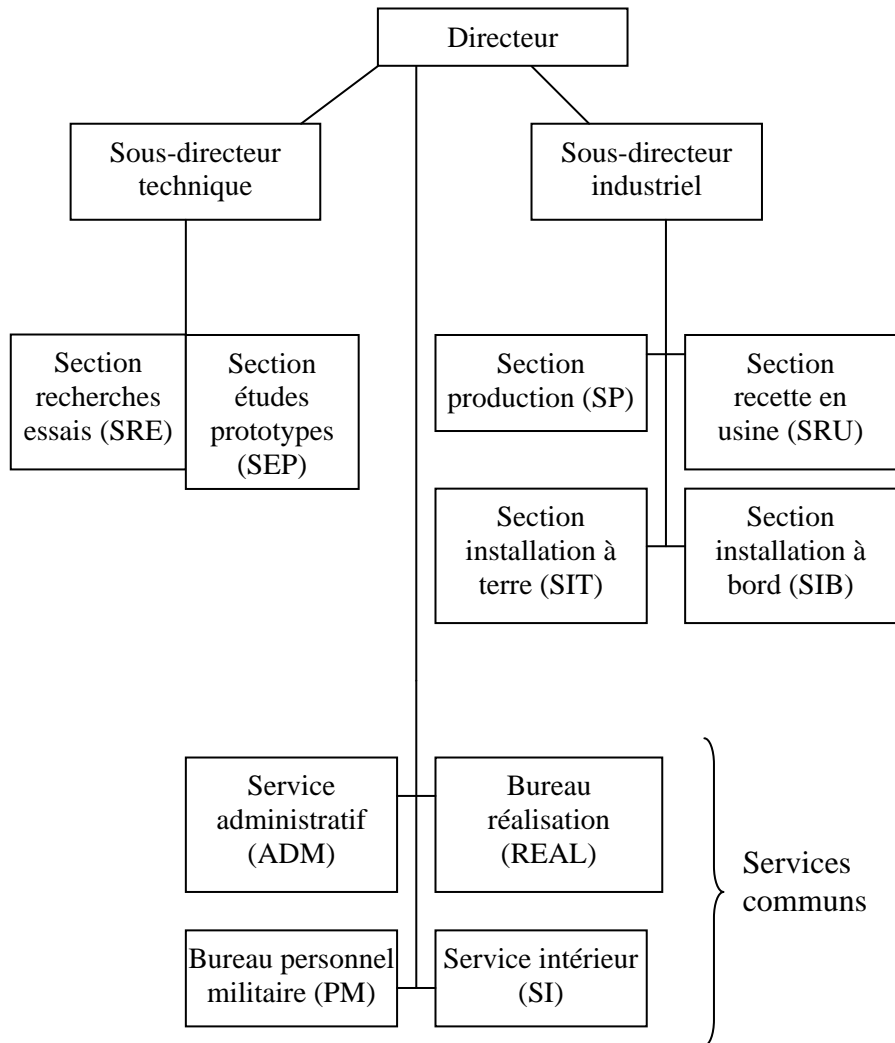 Directeur
Sous-directeur
technique
Sous-directeur
industriel
Section
recherches
essais (SRE)
Section
études
prototypes
(SEP)
Section
production (SP)
Section
recette en
usine (SRU)
Section
installation à
terre (SIT)
Section
installation à
bord (SIB)
Service
administratif
(ADM)
Bureau
réalisation
(REAL)
Bureau personnel
militaire (PM)
Service intérieur
(SI)
Services
communs